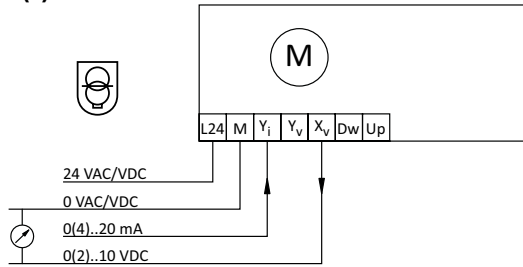 M
L24 M Yi Yv Xv Dw Up
24 VAC/VDC
0 VAC/VDC
0(4)..20 mA
0(2)..10 VDC